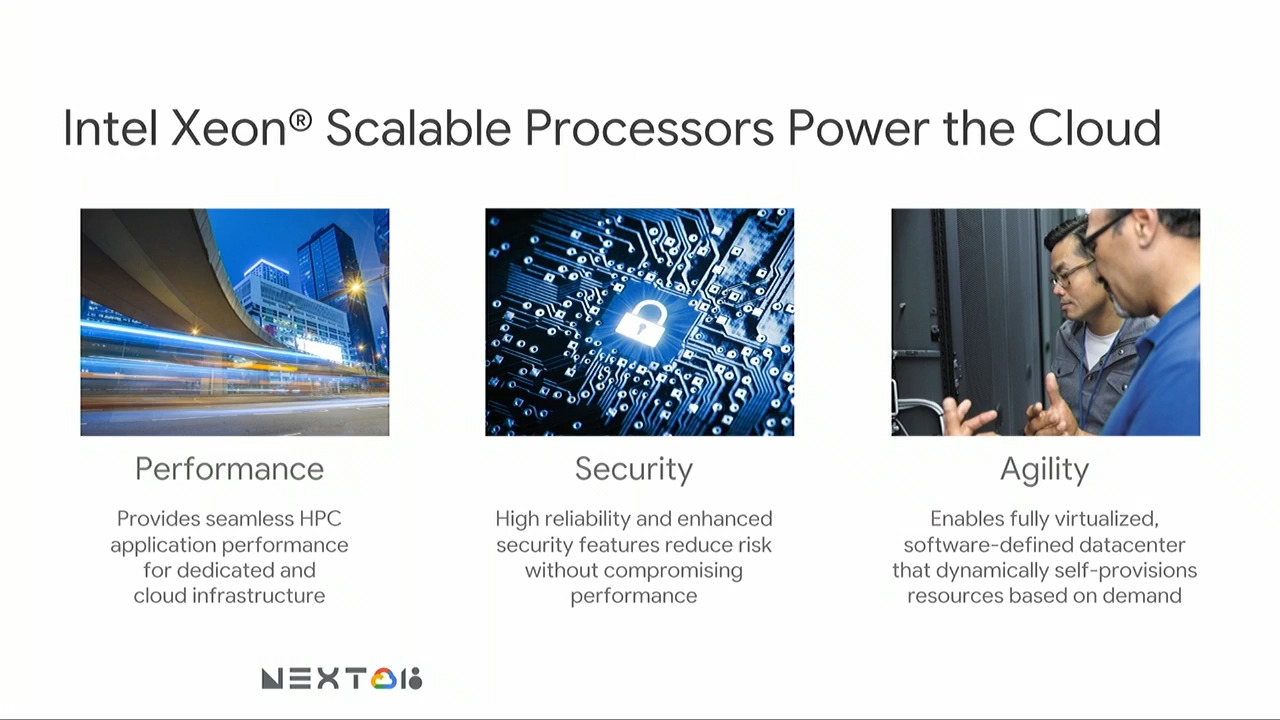 Intel Xeon® Scalable Processors Power the Cloud
Performance
Provides seamless HPC
application performance
for dedicated and
cloud infrastructure
Security
High reliability and enhanced
security features reduce risk
without compromising
performance
Agility
Enables fully virtualized,
software-defined datacenter
that dynamically self-provisions
resources based on demand
NEXT 18